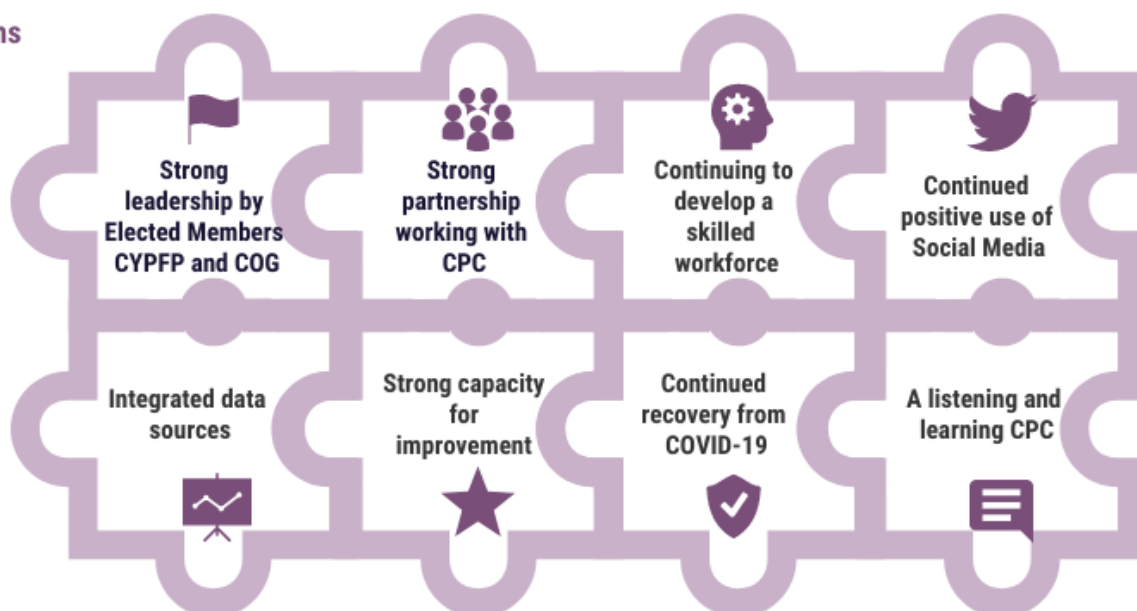 Strong
leadership by
Elected Members
CYPFP and COG
Strong
partnership
working with
CPC
Continuing to
develop a
skilled
workforce
Continued
positive use of
Social Media
Integrated data
sources
Strong capacity
for
improvement
Continued
recovery from
COVID-19
A listening and
learning CPC